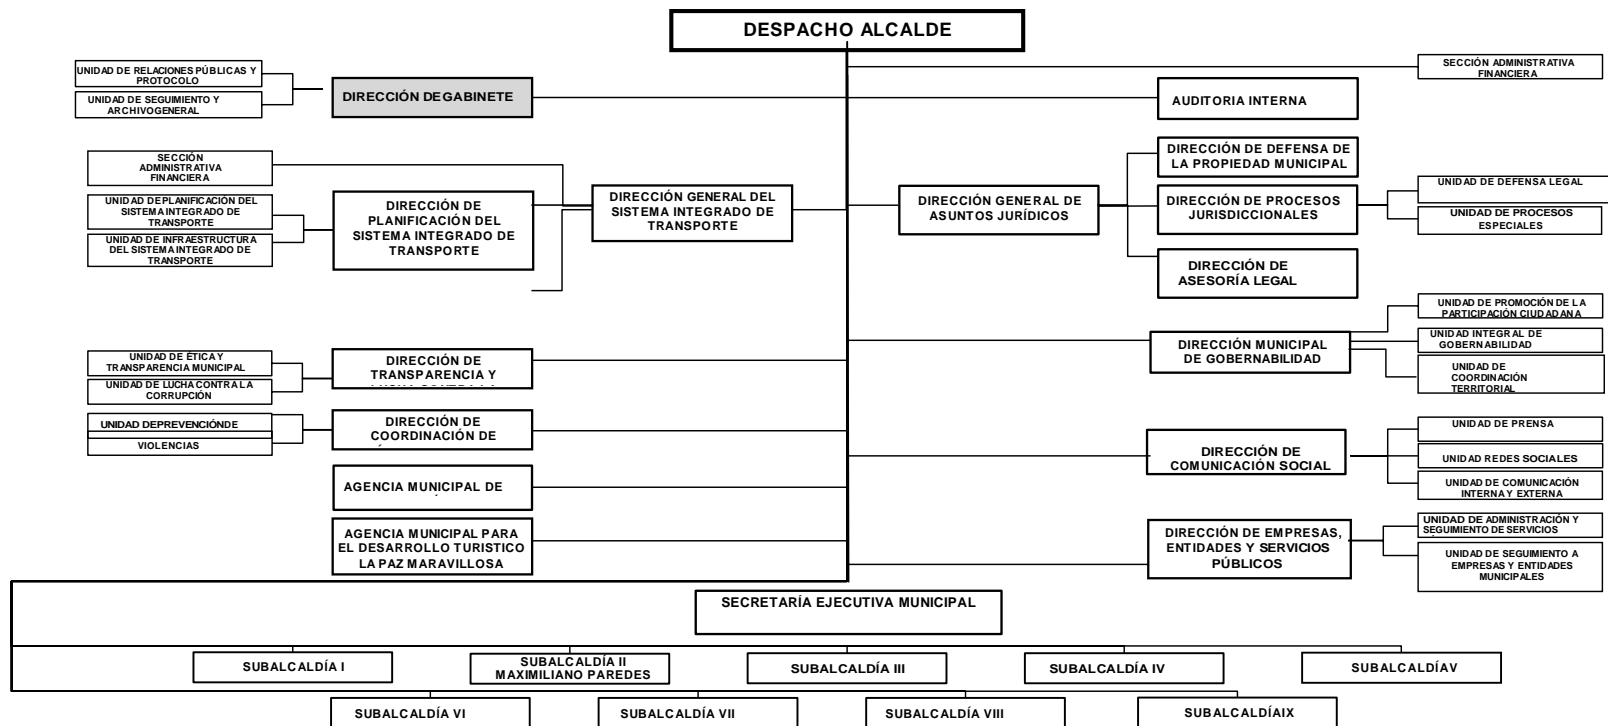 DESPACHO ALCALDE
UNIDAD DE RELACIONES PÚBLICAS Y
PROTOCOLO
UNIDAD DE SEGUIMIENTO Y
ARCHIVOGENERAL
DIRECCIÓN DEGABINETE
SECCIÓN ADMINISTRATIVA
FINANCIERA
AUDITORIA INTERNA
SECCIÓN
ADMINISTRATIVA
FINANCIERA
UNIDAD DEPLANIFICACIÓN DEL
SISTEMA INTEGRADO DE
TRANSPORTE
UNIDAD DE INFRAESTRUCTURA
DEL SISTEMA INTEGRADO DE
TRANSPORTE
DIRECCIÓN DE
PLANIFICACIÓN DEL
SISTEMA INTEGRADO DE
TRANSPORTE
DIRECCIÓN GENERAL DEL
SISTEMA INTEGRADO DE
TRANSPORTE
DIRECCIÓN GENERAL DE
ASUNTOS JURÍDICOS
DIRECCIÓN DE DEFENSA DE
LA PROPIEDAD MUNICIPAL
DIRECCIÓN DE PROCESOS
JURISDICCIONALES
DIRECCIÓN DE
ASESORÍA LEGAL
UNIDAD DE DEFENSA LEGAL
UNIDAD DE PROCESOS
ESPECIALES
UNIDAD DE ÉTICA Y
TRANSPARENCIA MUNICIPAL
UNIDAD DE LUCHA CONTRA LA
CORRUPCIÓN
DIRECCIÓN DE
TRANSPARENCIA Y
LUCHA CONTRA LA
DIRECCIÓN MUNICIPAL
DE GOBERNABILIDAD
UNIDAD DE PROMOCIÓN DE LA
PARTICIPACIÓN CIUDADANA
UNIDAD INTEGRAL DE
GOBERNABILIDAD
UNIDAD DE
COORDINACIÓN
TERRITORIAL
UNIDAD DEPREVENCIÓNDE
VIOLENCIAS
DIRECCIÓN DE
COORDINACIÓN DE
DIRECCIÓN DE
COMUNICACIÓN SOCIAL
UNIDAD DE PRENSA
UNIDAD REDES SOCIALES
UNIDAD DE COMUNICACIÓN
INTERNA Y EXTERNA
AGENCIA MUNICIPAL DE
AGENCIA MUNICIPAL PARA
EL DESARROLLO TURISTICO
LA PAZ MARAVILLOSA
DIRECCIÓN DE EMPRESAS,
ENTIDADES Y SERVICIOS
PÚBLICOS
UNIDAD DE ADMINISTRACIÓN Y
SEGUIMIENTO DE SERVICIOS
UNIDAD DE SEGUIMIENTO A
EMPRESAS Y ENTIDADES
MUNICIPALES
SECRETARÍA EJECUTIVA MUNICIPAL
SUBALCALDÍA I
SUBALCALDÍA II
MAXIMILIANO PAREDES
SUBALCALDÍA III
SUBALCALDÍA IV
SUBALCALDÍAV
SUBALCALDÍA VI
SUBALCALDÍA VII
SUBALCALDÍA VIII
SUBALCALDÍAIX